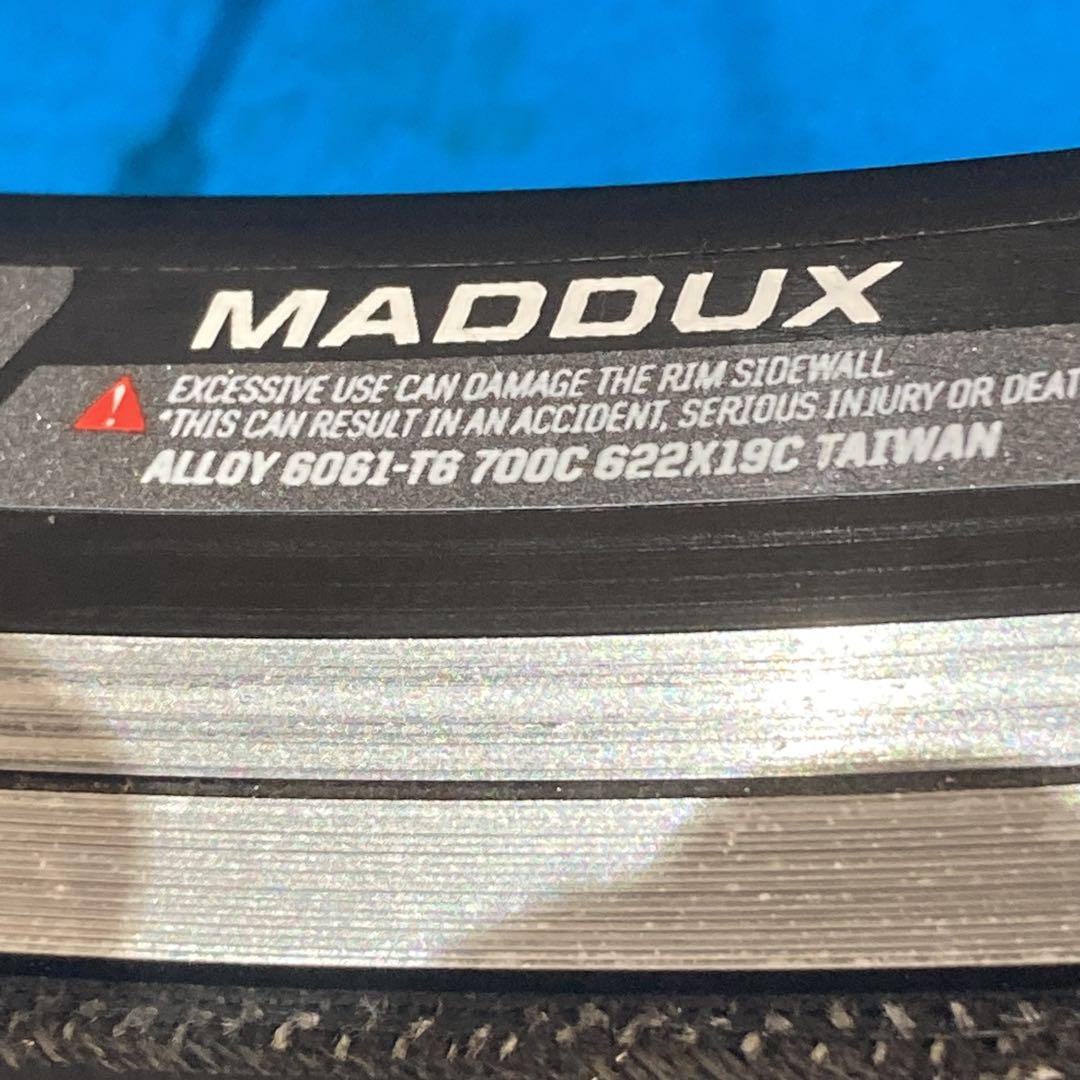 MADDUX
EXCESSIVE USE CAN DAMAGE THE RIM SIDEWALL.
*THIS CAN RESULT IN AN ACCIDENT, SERIOUS INJURY OR DEAT
ALLOY 6061-T6 700C 622X19C TAIWAN